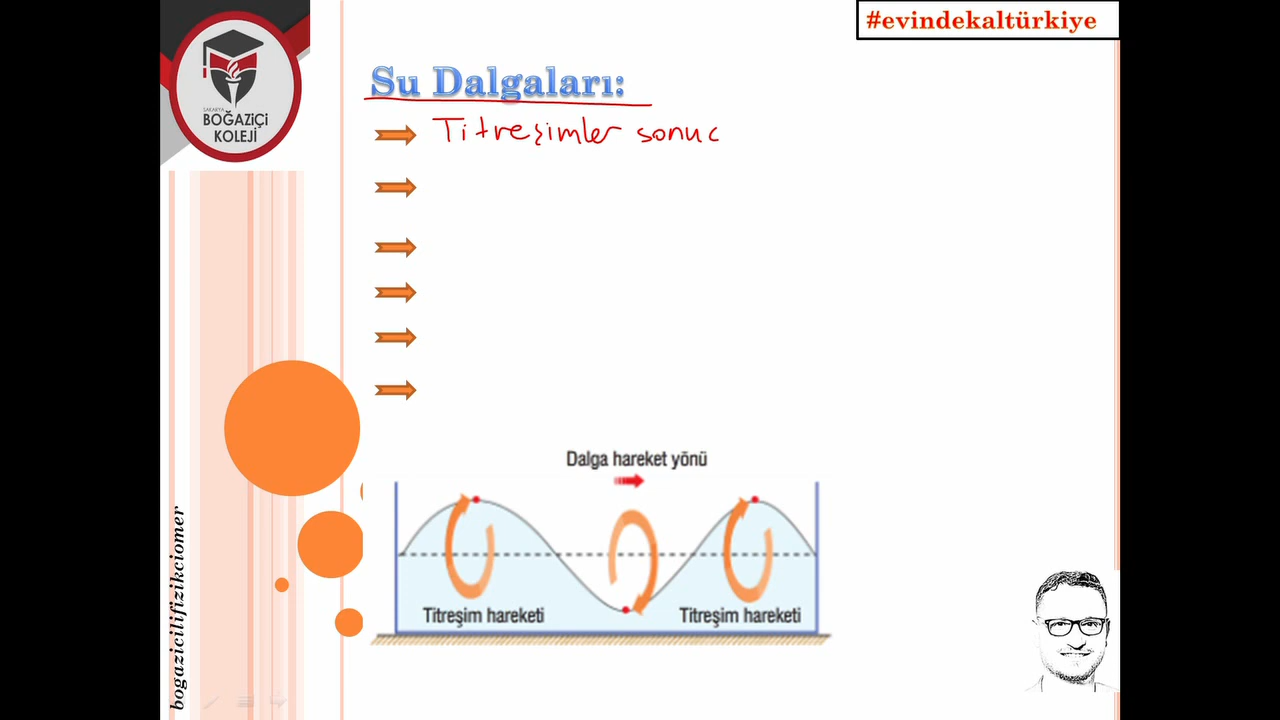 #evindekaltürkiye
SAKARYA
BOĞAZİÇİ
KOLEJİ
Su Dalgaları:
Titreşimler sonuc
Dalga hareket yönü
Titreşim hareketi
Titreşim hareketi
bogazicilifizikciomer